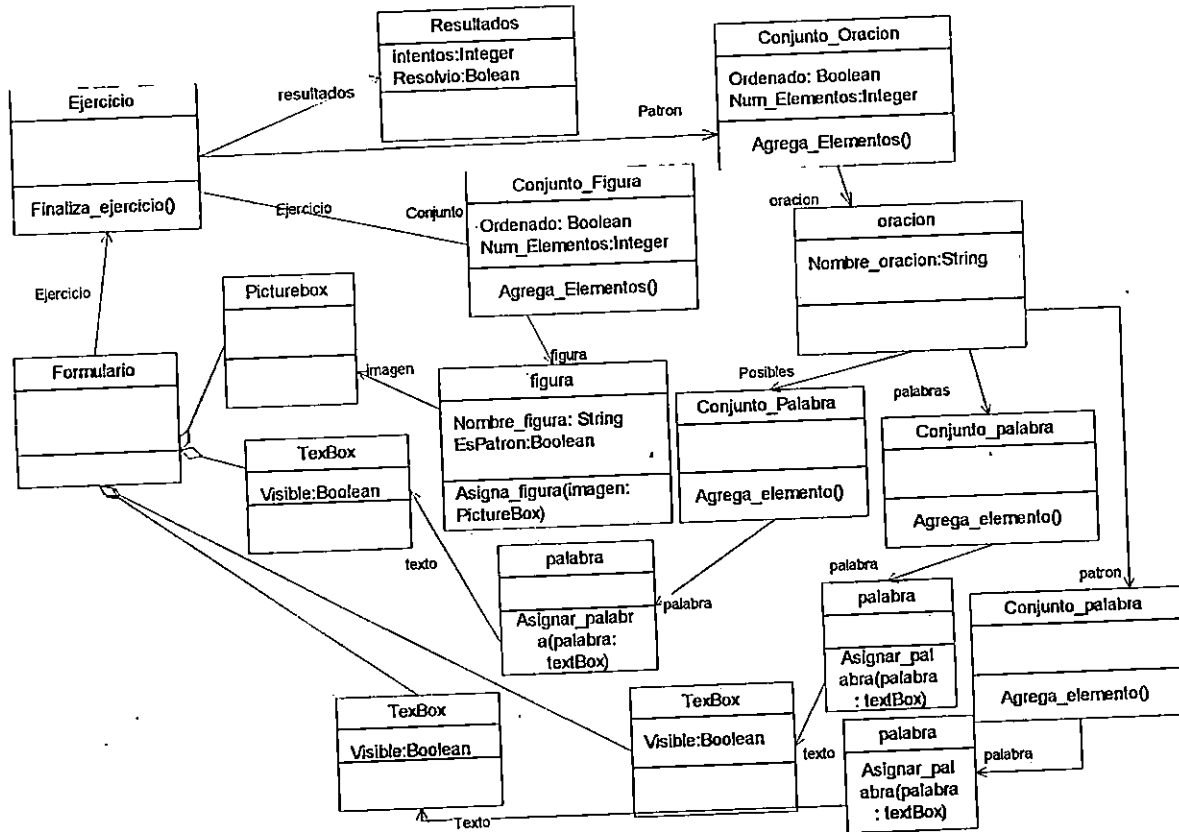 Resultados
intentos:Integer
Resolvio:Bolean
Conjunto_Oracion
Ordenado: Boolean
Num_Elementos:Integer
Agrega_Elementos()
Ejercicio
Finaliza_ejercicio()
resultados
Patron
Ejercicio
Conjunto
Conjunto_Figura
Ordenado: Boolean
Num_Elementos:Integer
Agrega_Elementos()
oracion
oracion
Nombre_oracion:String
Ejercicio
Picturebox
imagen
figura
figura
Nombre_figura: String
EsPatron:Boolean
Asigna_figura(imagen:
PictureBox)
Formulario
Posibles
Conjunto_Palabra
Agrega_elemento()
palabras
Conjunto_palabra
Agrega_elemento()
TexBox
Visible:Boolean
texto
palabra
Asignar_palabr
a(palabra:
textBox)
palabra
palabra
palabra
Asignar_pal
abra(palabra
: textBox)
patron
Conjunto_palabra
Agrega_elemento()
TexBox
Visible:Boolean
TexBox
Visible:Boolean
texto
palabra
Asignar_pal
abra(palabra
: textBox)
palabra
Texto